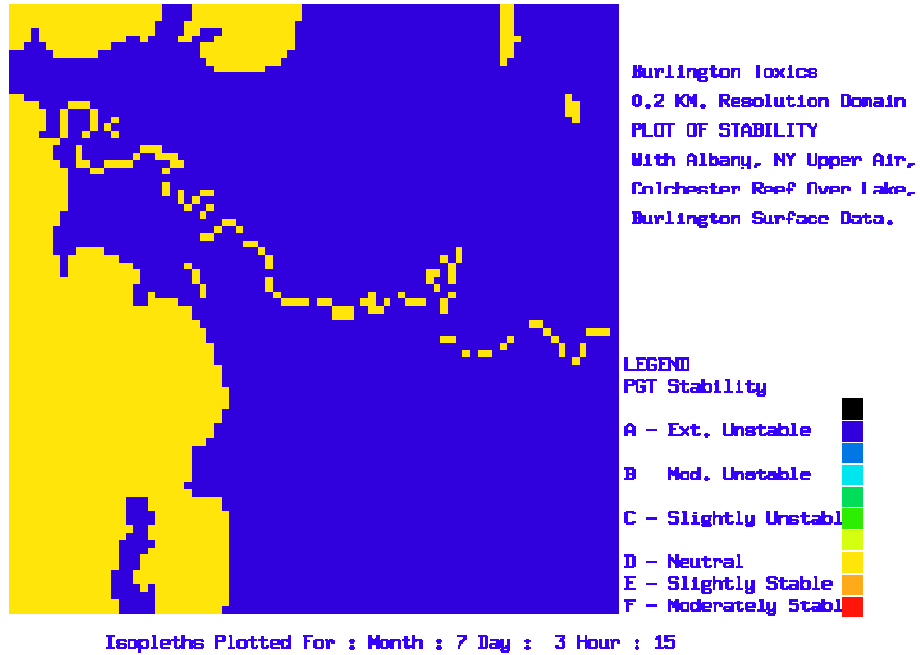 Burlington Toxics
0.2 KM. Resolution Domain
PLOT OF STABILITY
With Albany, NY Upper Air,
Colchester Reef Over Lake,
Burlington Surface Data.
LEGEND
PGT Stability
A - Ext. Unstable
B Mod. Unstable
C - Slightly Unstabl
D - Neutral
E - Slightly Stable
F - Moderately Stabl
Isopleths Plotted For : Month : 7 Day : 3 Hour : 15